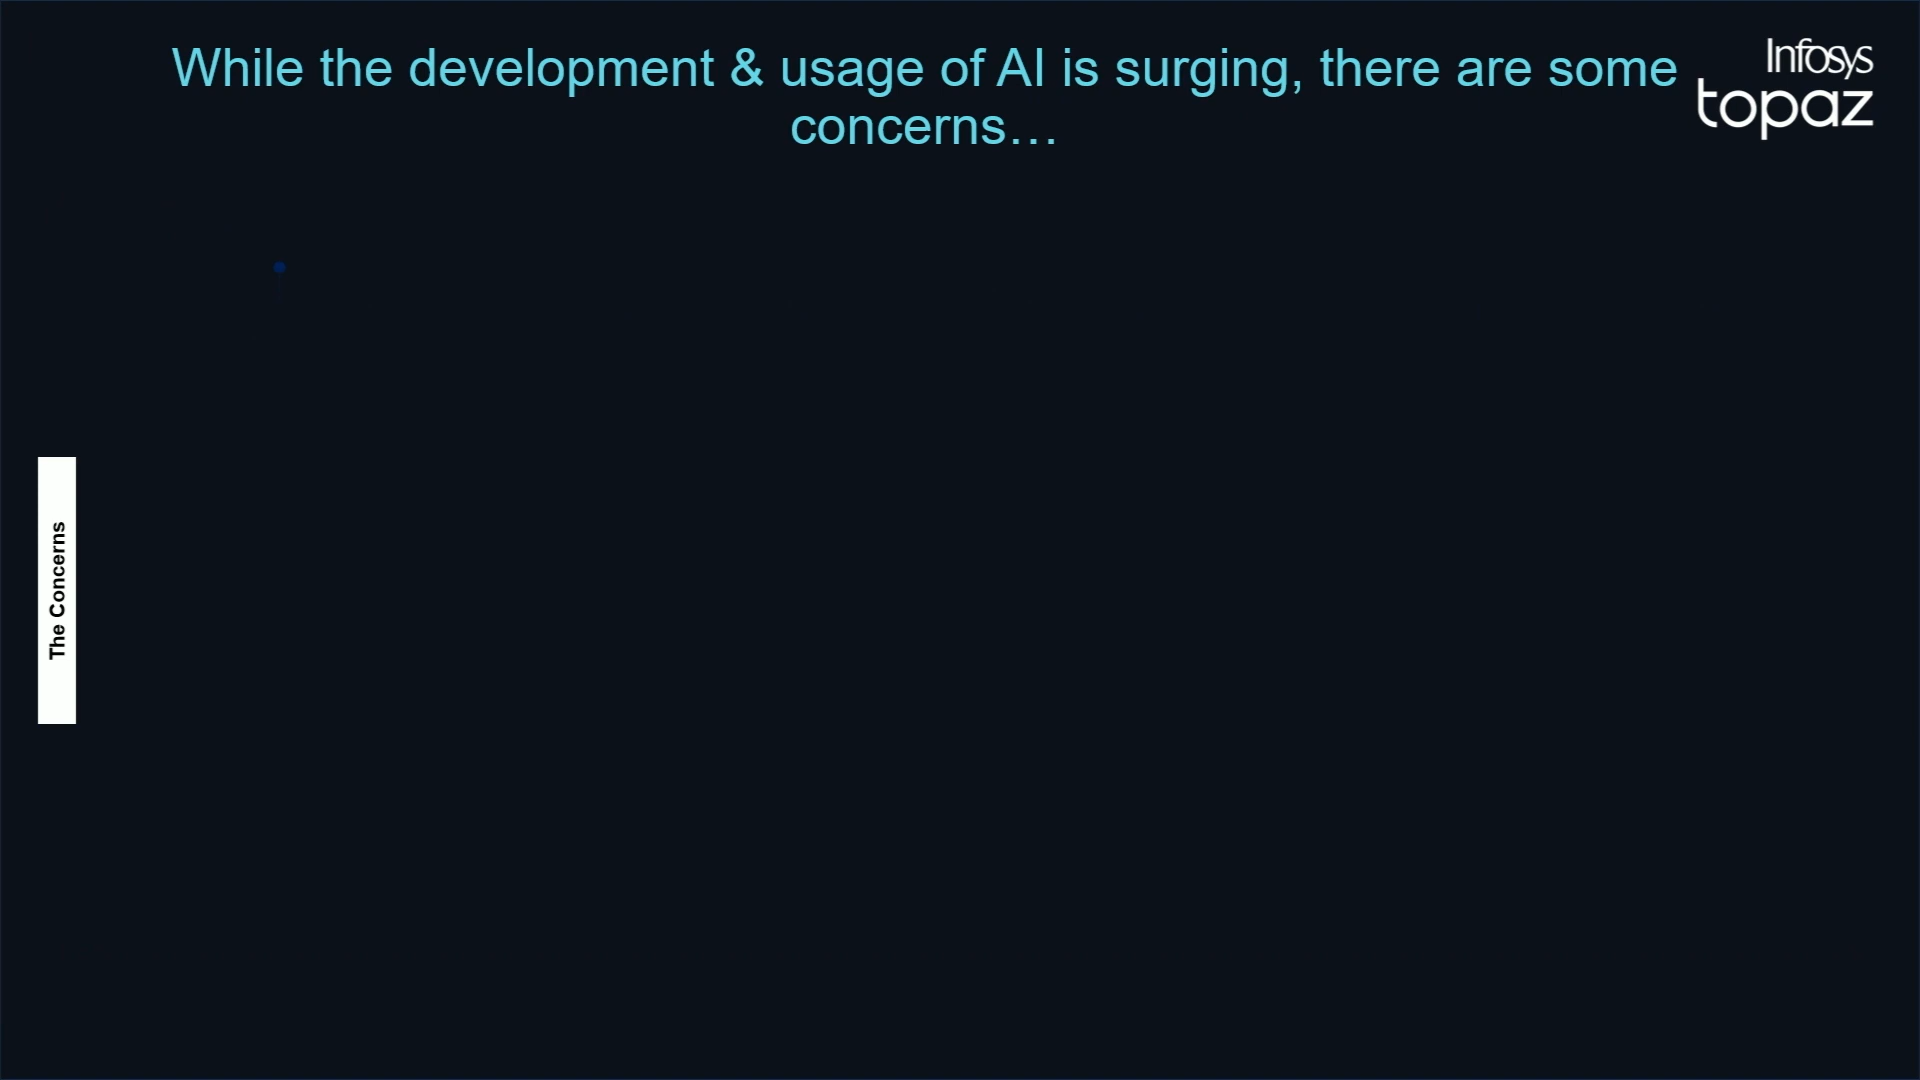 While the development & usage of AI is surging, there are some
concerns…
Infosys
topaz
The Concerns